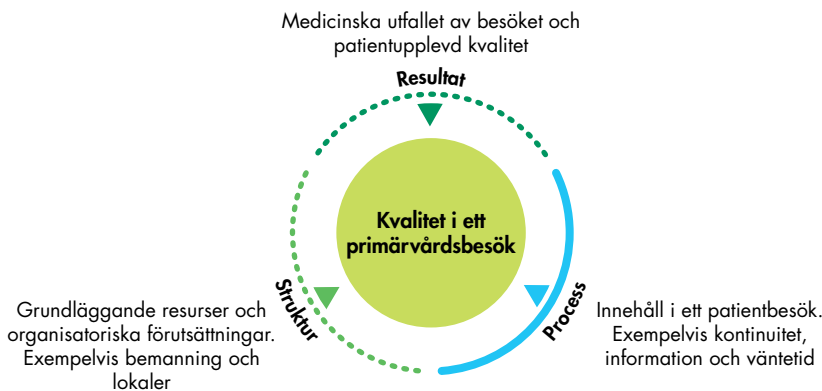 Medicinska utfallet av besöket och
patientupplevd kvalitet
Resultat
Kvalitet i ett
primärvårdsbesök
Struktur
Process
Grundläggande resurser och
organisatoriska förutsättningar.
Exempelvis bemanning och
lokaler
Innehåll i ett patientbesök.
Exempelvis kontinuitet,
information och väntetid